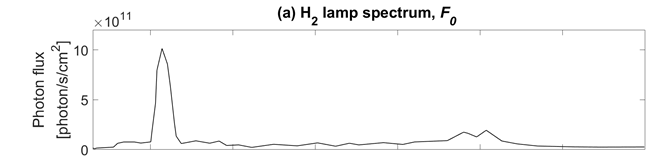 (a) H₂ lamp spectrum, F₀
×10¹¹
Photon flux
[photon/s/cm²]
10
5
0